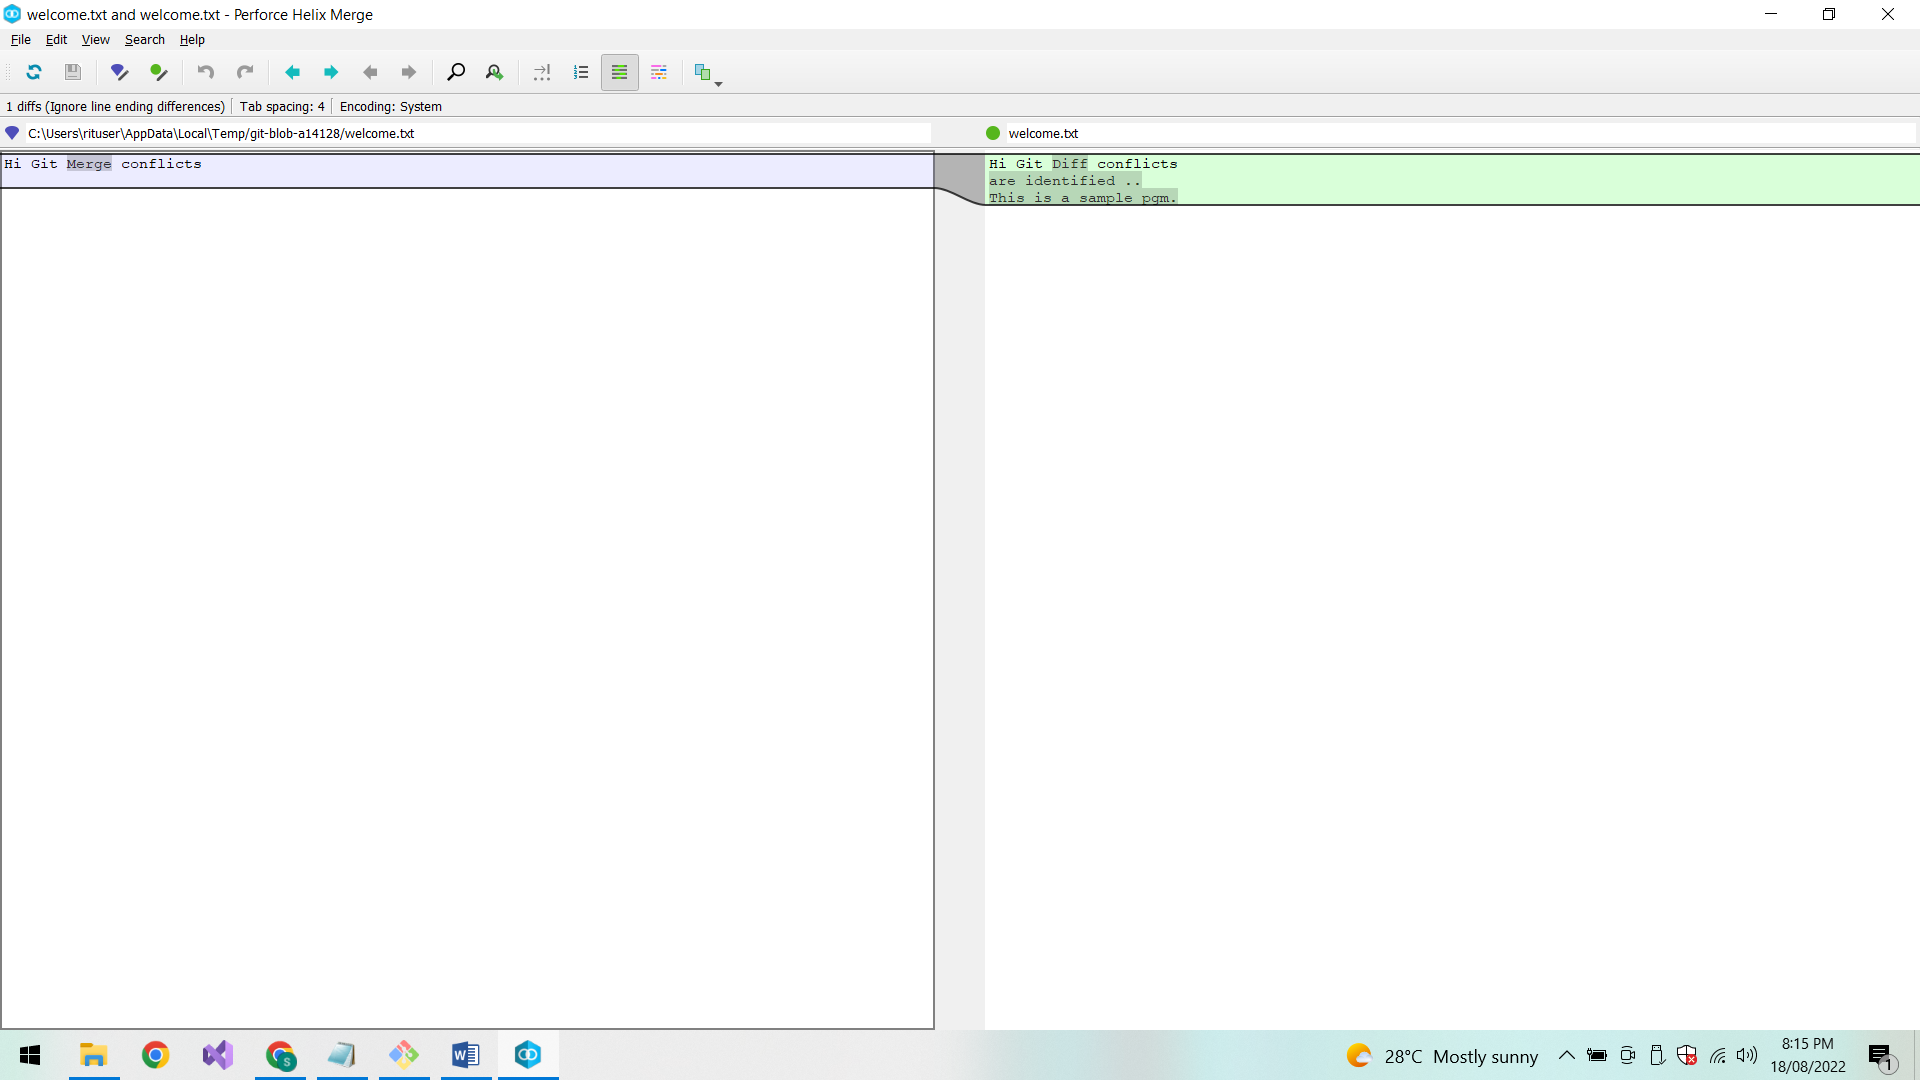 welcome.txt and welcome.txt - Perforce Helix Merge
File Edit View Search Help
1 diffs (Ignore line ending differences) Tab spacing: 4 Encoding: System
C:\Users\rituser\AppData\Local\Temp/git-blob-a14128/welcome.txt
welcome.txt
Hi Git Merge conflicts
Hi Git Diff conflicts
are identified ..
This is a sample pgm.
28°C Mostly sunny
8:15 PM
18/08/2022
1